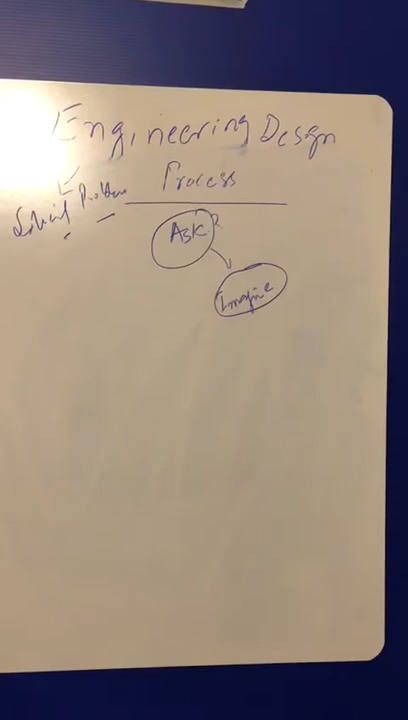 Engineering Design
Process
Problem
Ask?
Imagine